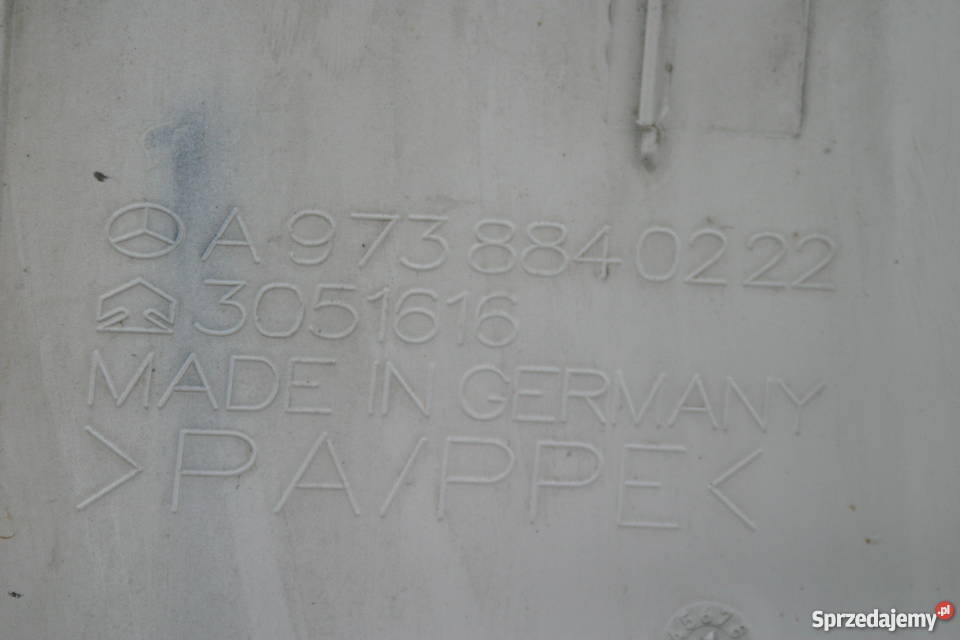 A 973 884 02 22
3051616
MADE IN GERMANY
>PA/PPE<
Sprzedajemy.pl